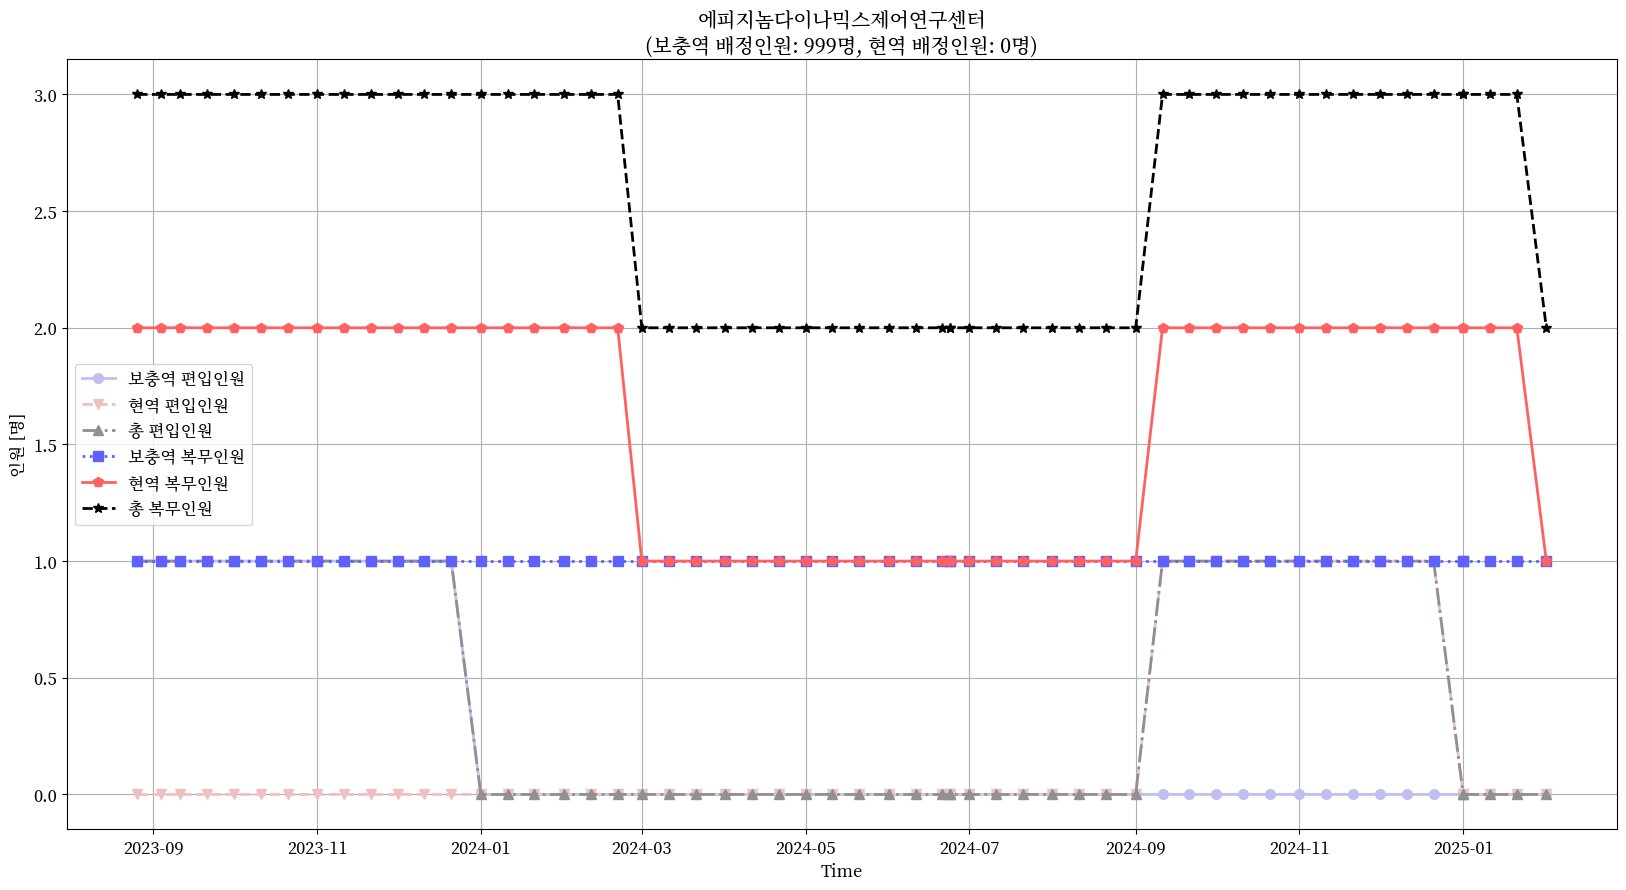 에피지놈다이나믹스제어연구센터
(보충역 배정인원: 999명, 현역 배정인원: 0명)
3.0
2.5
2.0
1.5
1.0
0.5
0.0
인원 [명]
보충역 편입인원
현역 편입인원
총 편입인원
보충역 복무인원
현역 복무인원
총 복무인원
2023-09
2023-11
2024-01
2024-03
2024-05
2024-07
2024-09
2024-11
2025-01
Time